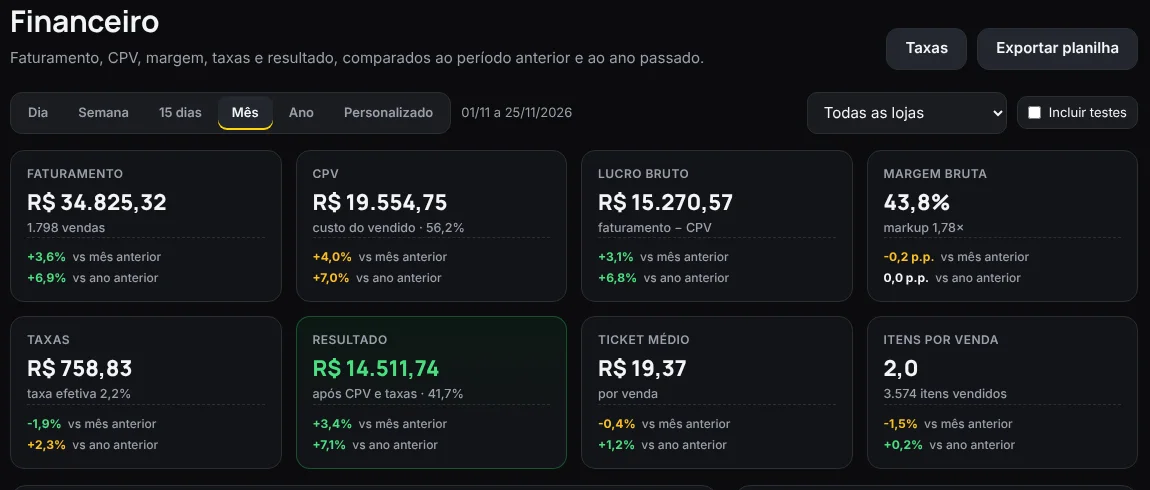 Financeiro
Faturamento, CPV, margem, taxas e resultado, comparados ao período anterior e ao ano passado.
Taxas
Exportar planilha
Dia
Semana
15 dias
Mês
Ano
Personalizado
01/11 a 25/11/2026
Todas as lojas
Incluir testes
FATURAMENTO
R$ 34.825,32
1.798 vendas
+3,6% vs mês anterior
+6,9% vs ano anterior
CPV
R$ 19.554,75
custo do vendido · 56,2%
+4,0% vs mês anterior
+7,0% vs ano anterior
LUCRO BRUTO
R$ 15.270,57
faturamento − CPV
+3,1% vs mês anterior
+6,8% vs ano anterior
MARGEM BRUTA
43,8%
markup 1,78×
-0,2 p.p. vs mês anterior
0,0 p.p. vs ano anterior
TAXAS
R$ 758,83
taxa efetiva 2,2%
-1,9% vs mês anterior
+2,3% vs ano anterior
RESULTADO
R$ 14.511,74
após CPV e taxas · 41,7%
+3,4% vs mês anterior
+7,1% vs ano anterior
TICKET MÉDIO
R$ 19,37
por venda
-0,4% vs mês anterior
+1,2% vs ano anterior
ITENS POR VENDA
2,0
3.574 itens vendidos
-1,5% vs mês anterior
+0,2% vs ano anterior